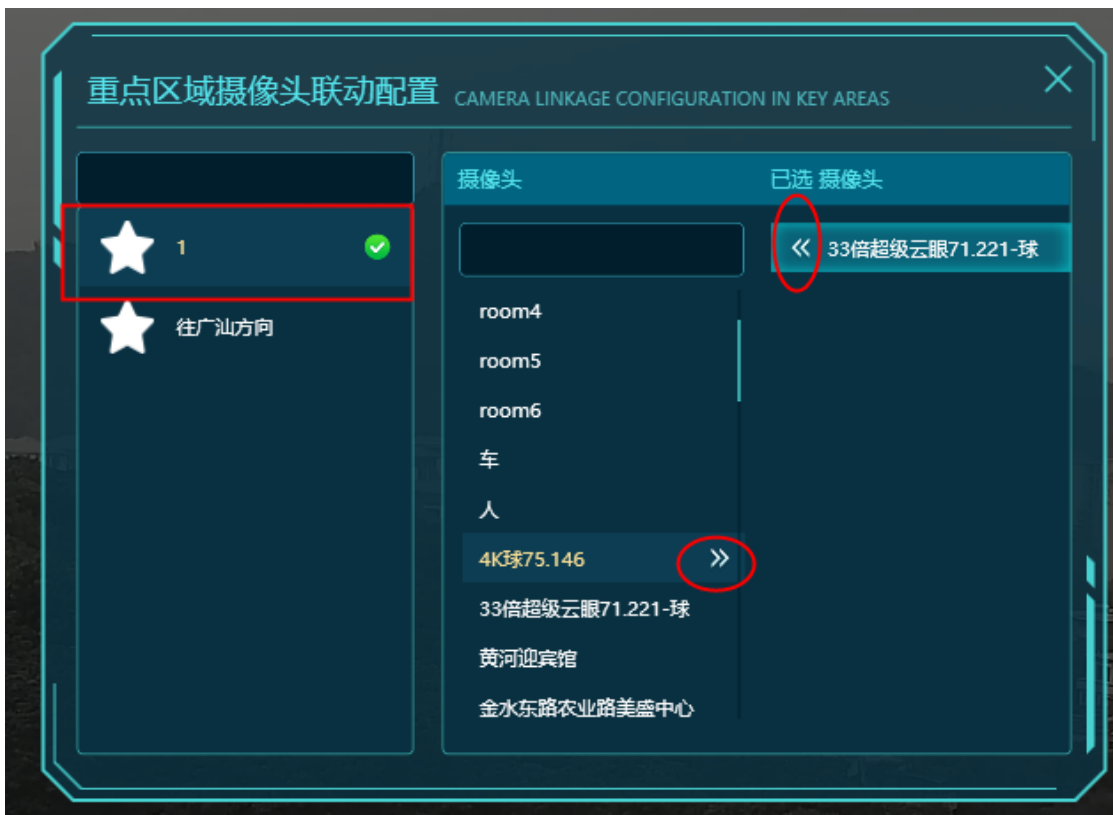 重点区域摄像头联动配置 CAMERA LINKAGE CONFIGURATION IN KEY AREAS
1
往广汕方向
摄像头
room4
room5
room6
车
人
4K球75.146
33倍超级云眼71.221-球
黄河迎宾馆
金水东路农业路美盛中心
已选 摄像头
33倍超级云眼71.221-球